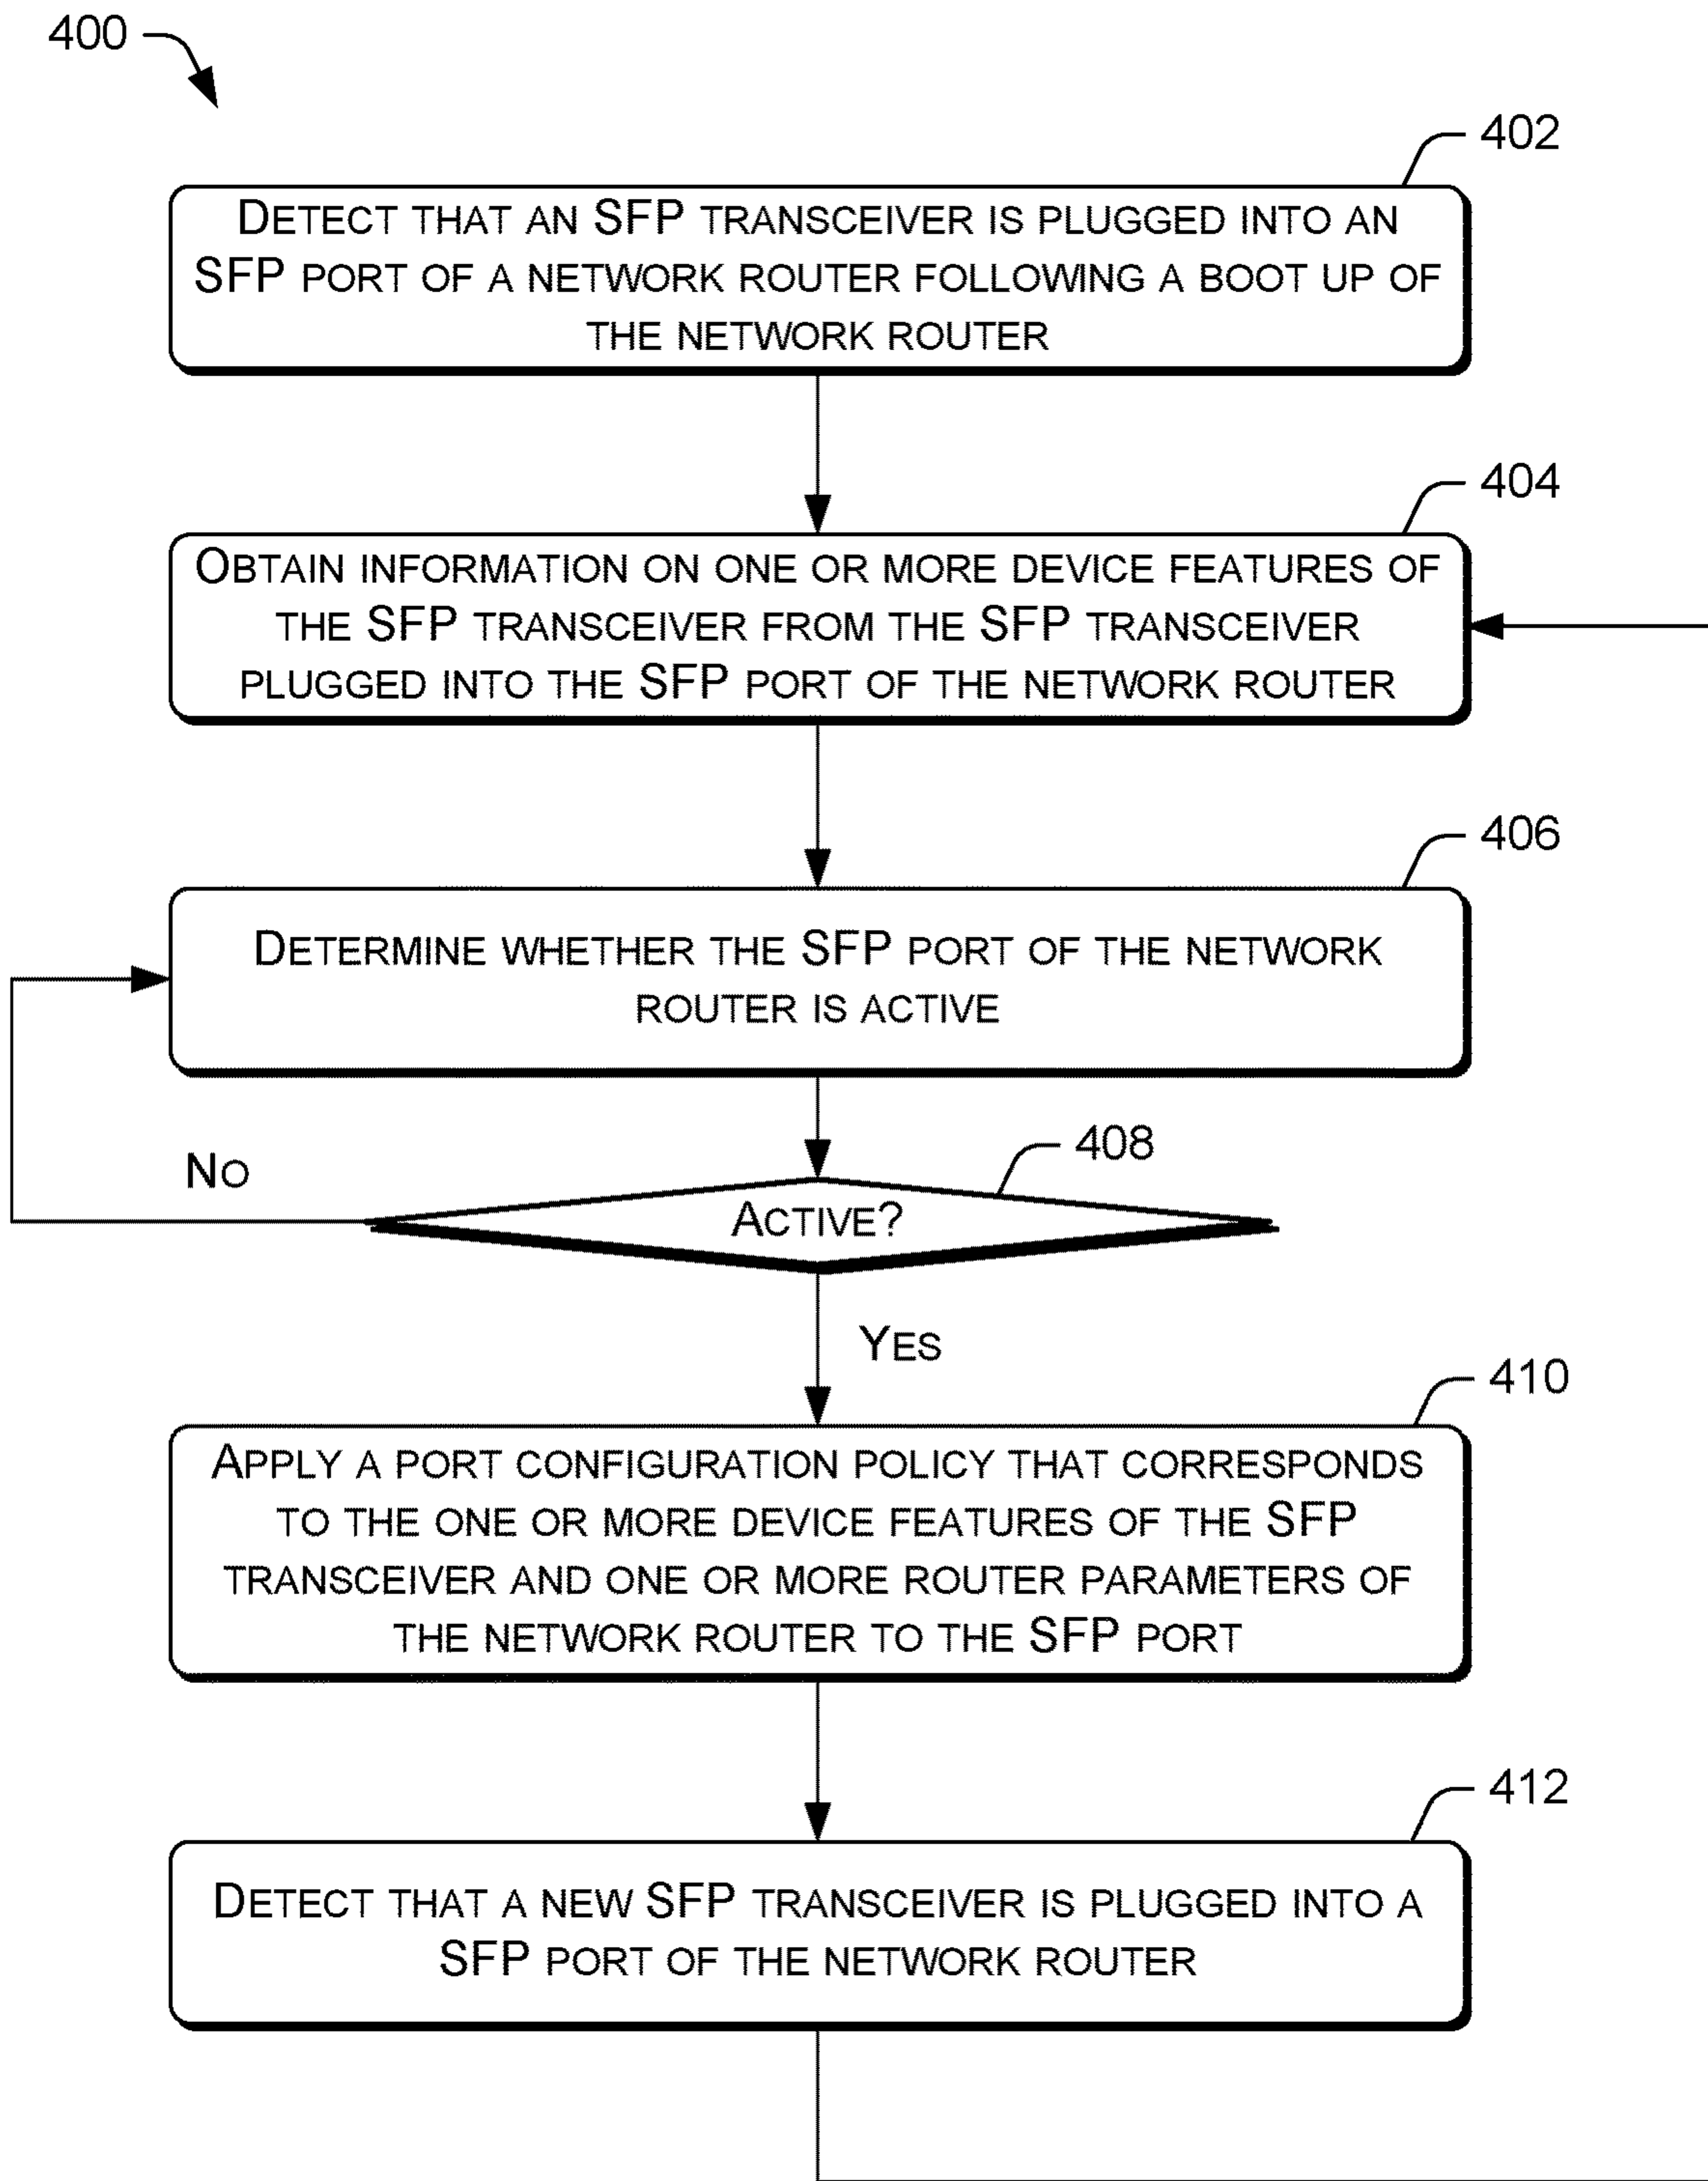 400
402
DETECT THAT AN SFP TRANSCEIVER IS PLUGGED INTO AN
SFP PORT OF A NETWORK ROUTER FOLLOWING A BOOT UP OF
THE NETWORK ROUTER
404
OBTAIN INFORMATION ON ONE OR MORE DEVICE FEATURES OF
THE SFP TRANSCEIVER FROM THE SFP TRANSCEIVER
PLUGGED INTO THE SFP PORT OF THE NETWORK ROUTER
406
DETERMINE WHETHER THE SFP PORT OF THE NETWORK
ROUTER IS ACTIVE
408
NO
ACTIVE?
YES
410
APPLY A PORT CONFIGURATION POLICY THAT CORRESPONDS
TO THE ONE OR MORE DEVICE FEATURES OF THE SFP
TRANSCEIVER AND ONE OR MORE ROUTER PARAMETERS OF
THE NETWORK ROUTER TO THE SFP PORT
412
DETECT THAT A NEW SFP TRANSCEIVER IS PLUGGED INTO A
SFP PORT OF THE NETWORK ROUTER